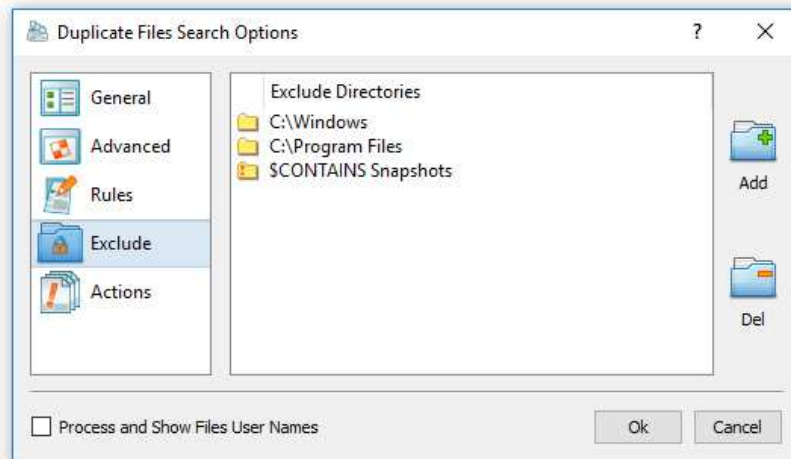 Duplicate Files Search Options
?
General
Advanced
Rules
Exclude
Actions
Exclude Directories
C:\Windows
C:\Program Files
$CONTAINS Snapshots
Add
Del
Process and Show Files User Names
Ok
Cancel